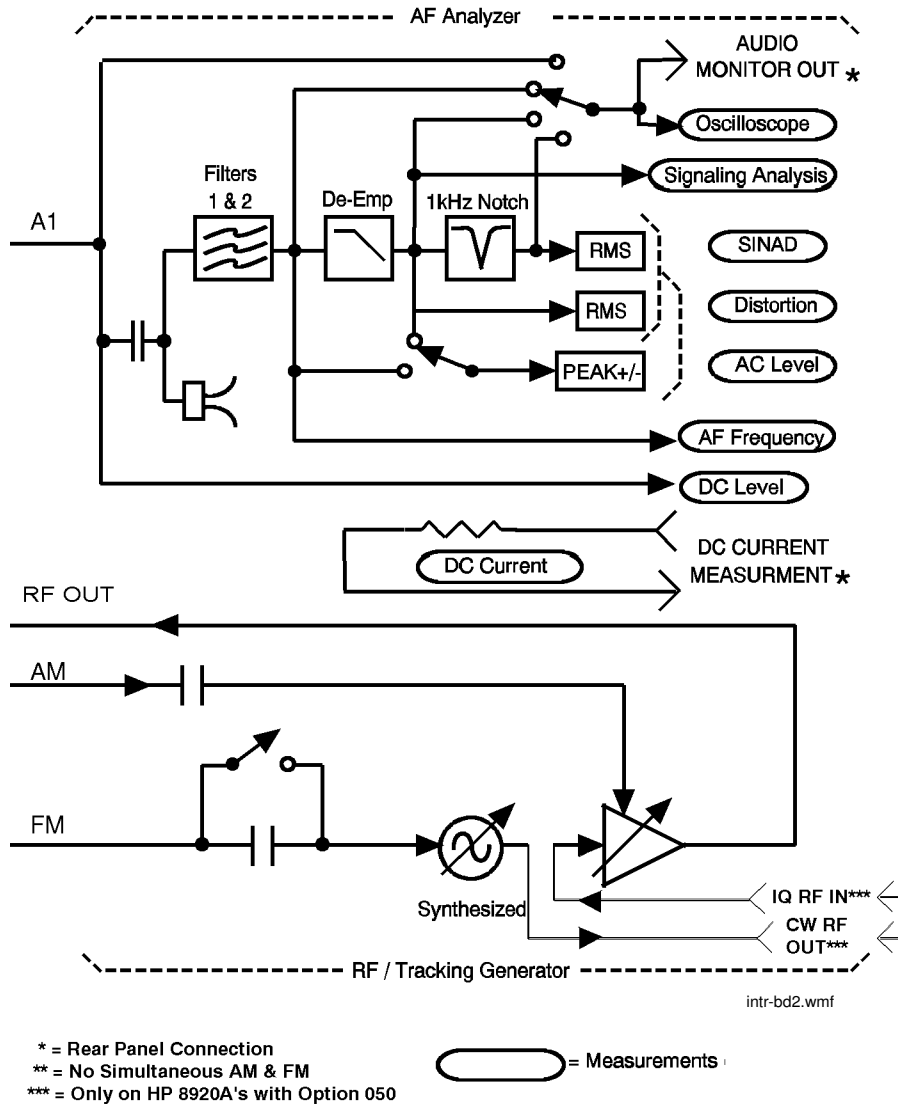 AF Analyzer
AUDIO
MONITOR OUT *
Oscilloscope
Signaling Analysis
Filters
1 & 2
De-Emp
1kHz Notch
A1
RMS
SINAD
RMS
Distortion
PEAK+/-
AC Level
AF Frequency
DC Level
DC Current
DC CURRENT
MEASURMENT *
RF OUT
AM
FM
Synthesized
IQ RF IN***
CW RF
OUT***
RF / Tracking Generator
intr-bd2.wmf
* = Rear Panel Connection
** = No Simultaneous AM & FM
*** = Only on HP 8920A's with Option 050
= Measurements